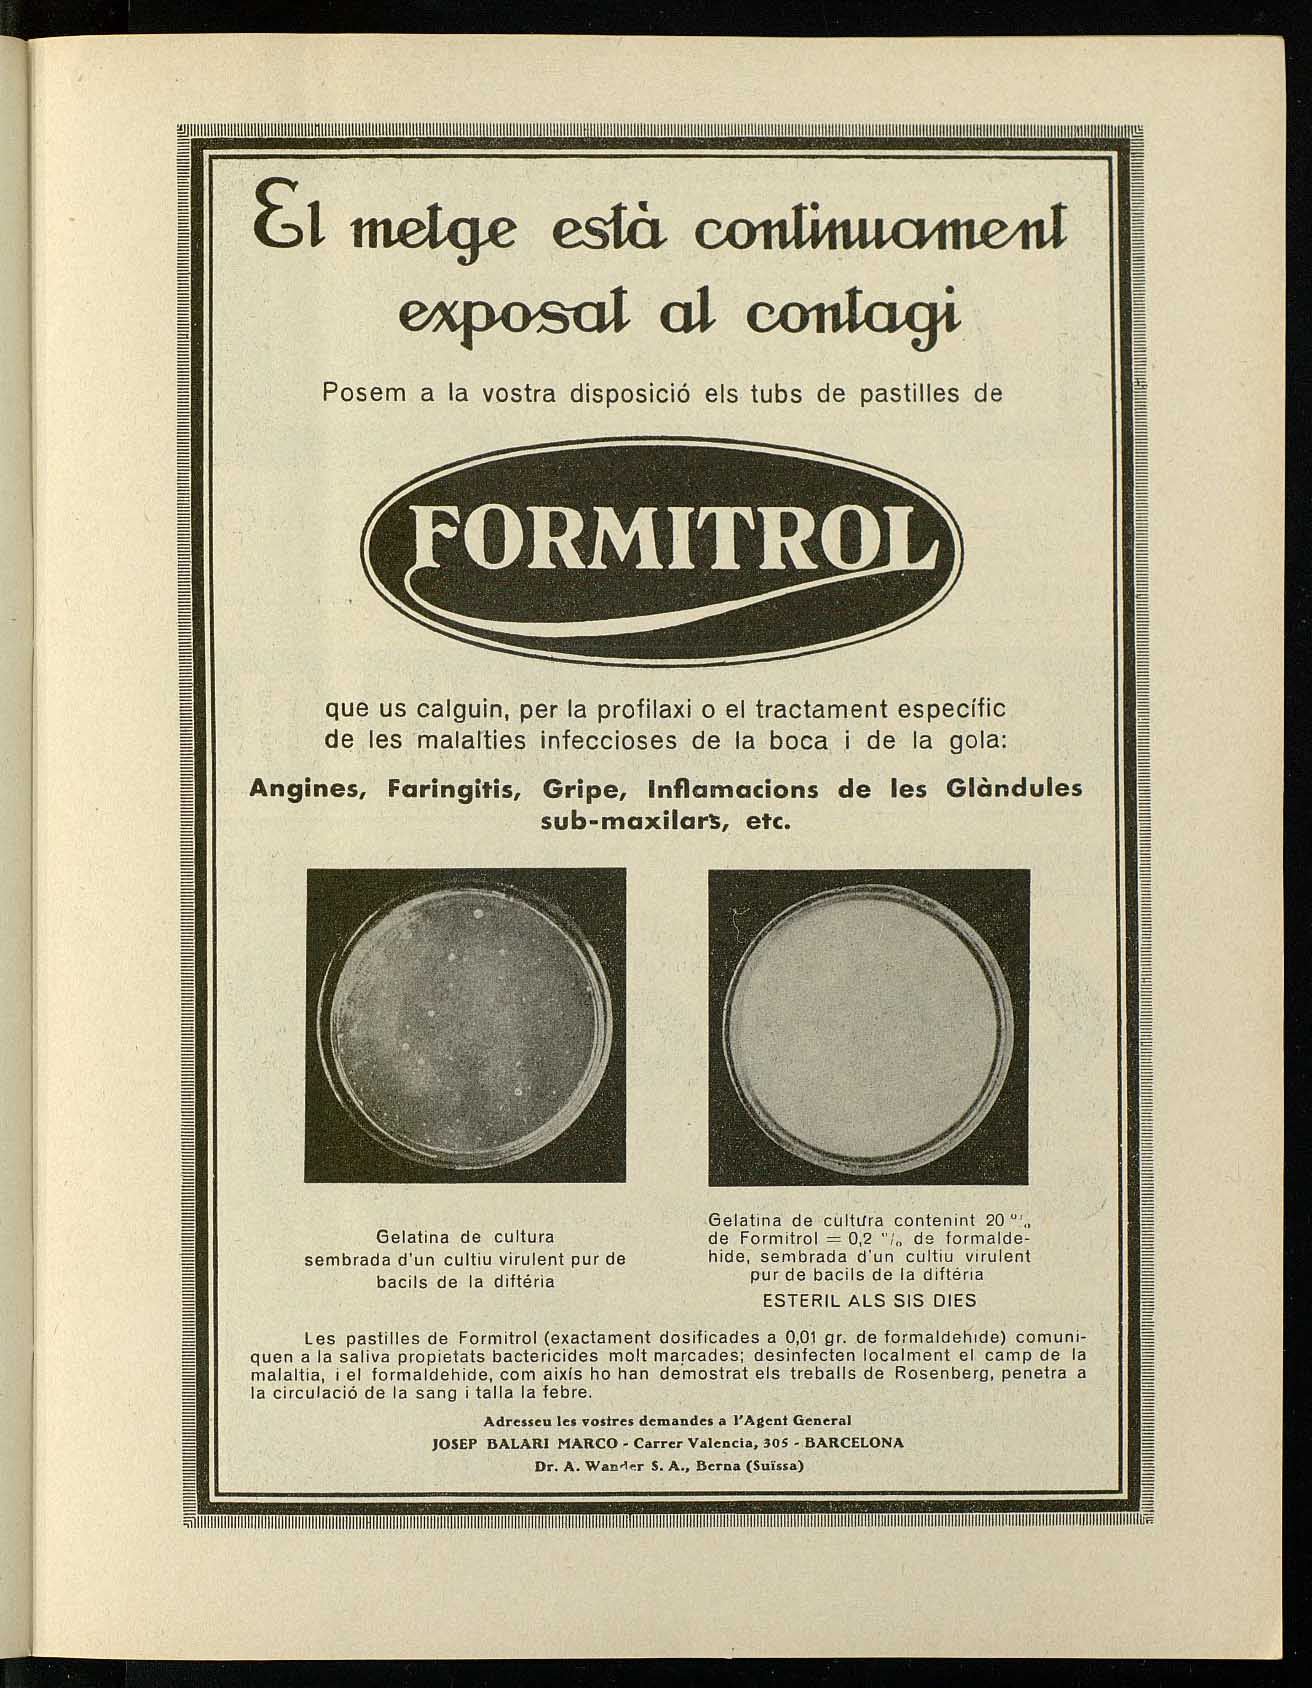 El metge està continuament
exposat al contagi
Posem a la vostra disposició els tubs de pastilles de
FORMITROL
que us calguin, per la profilaxi o el tractament específic
de les malalties infeccioses de la boca i de la gola:
Angines, Faringitis, Gripe, Inflamacions de les Glàndules
sub-maxilars, etc.
Gelatina de cultura
sembrada d'un cultiu virulent pur de
bacils de la diftéria
Gelatina de cultura contenint 20 %
de Formitrol = 0,2 % de formalde-
hide, sembrada d'un cultiu virulent
pur de bacils de la diftéria
ESTERIL ALS SIS DIES
Les pastilles de Formitrol (exactament dosificades a 0,01 gr. de formaldehide) comuni-
quen a la saliva propietats bactericides molt marcades; desinfecten localment el camp de la
malaltia, i el formaldehide, com aixís ho han demostrat els treballs de Rosenberg, penetra a
la circulació de la sang i talla la febre.
Adresseu les vostres demandes a l'Agent General
JOSEP BALARI MARCO - Carrer Valencia, 305 - BARCELONA
Dr. A. Wander S. A., Berna (Suïssa)